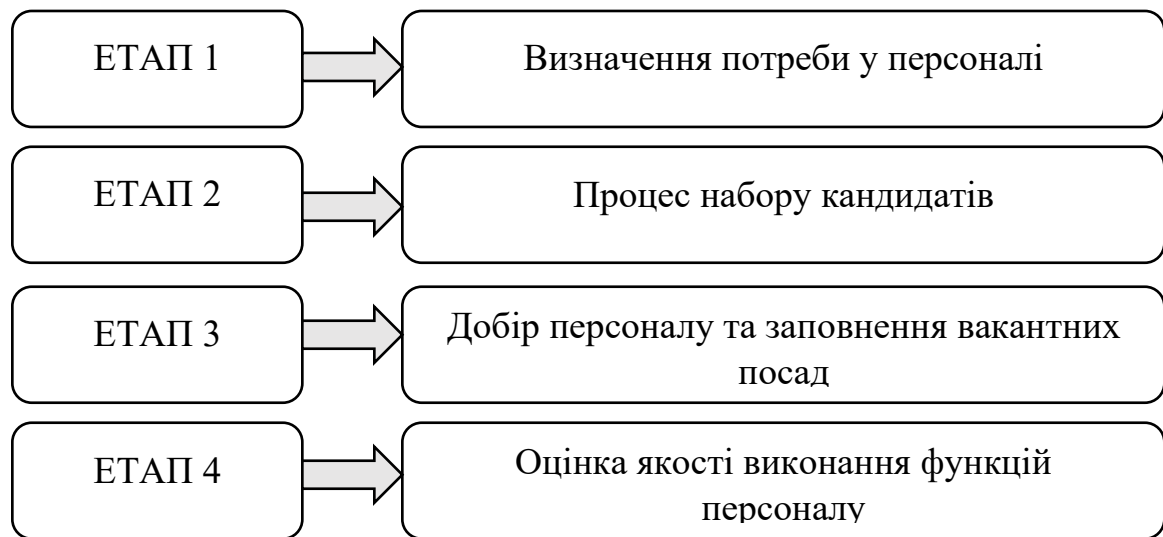 ЕТАП 1
Визначення потреби у персоналі
ЕТАП 2
Процес набору кандидатів
ЕТАП 3
Добір персоналу та заповнення вакантних
посад
ЕТАП 4
Оцінка якості виконання функцій
персоналу